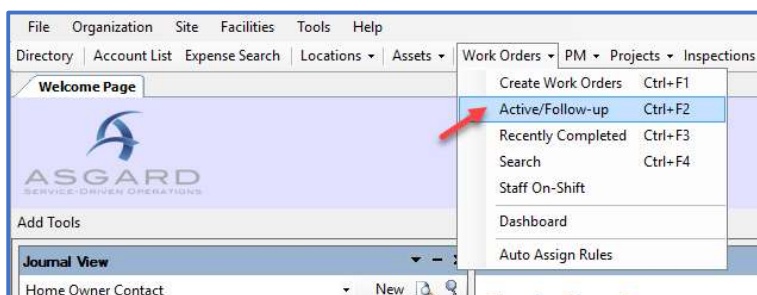 File Organization Site Facilities Tools Help
Directory Account List Expense Search Locations Assets Work Orders PM Projects Inspections
Welcome Page
Create Work Orders Ctrl+F1
Active/Follow-up Ctrl+F2
Recently Completed Ctrl+F3
Search Ctrl+F4
Staff On-Shift
Dashboard
Auto Assign Rules
ASGARD
SERVICE-DRIVEN OPERATIONS
Add Tools
Journal View
Home Owner Contact New